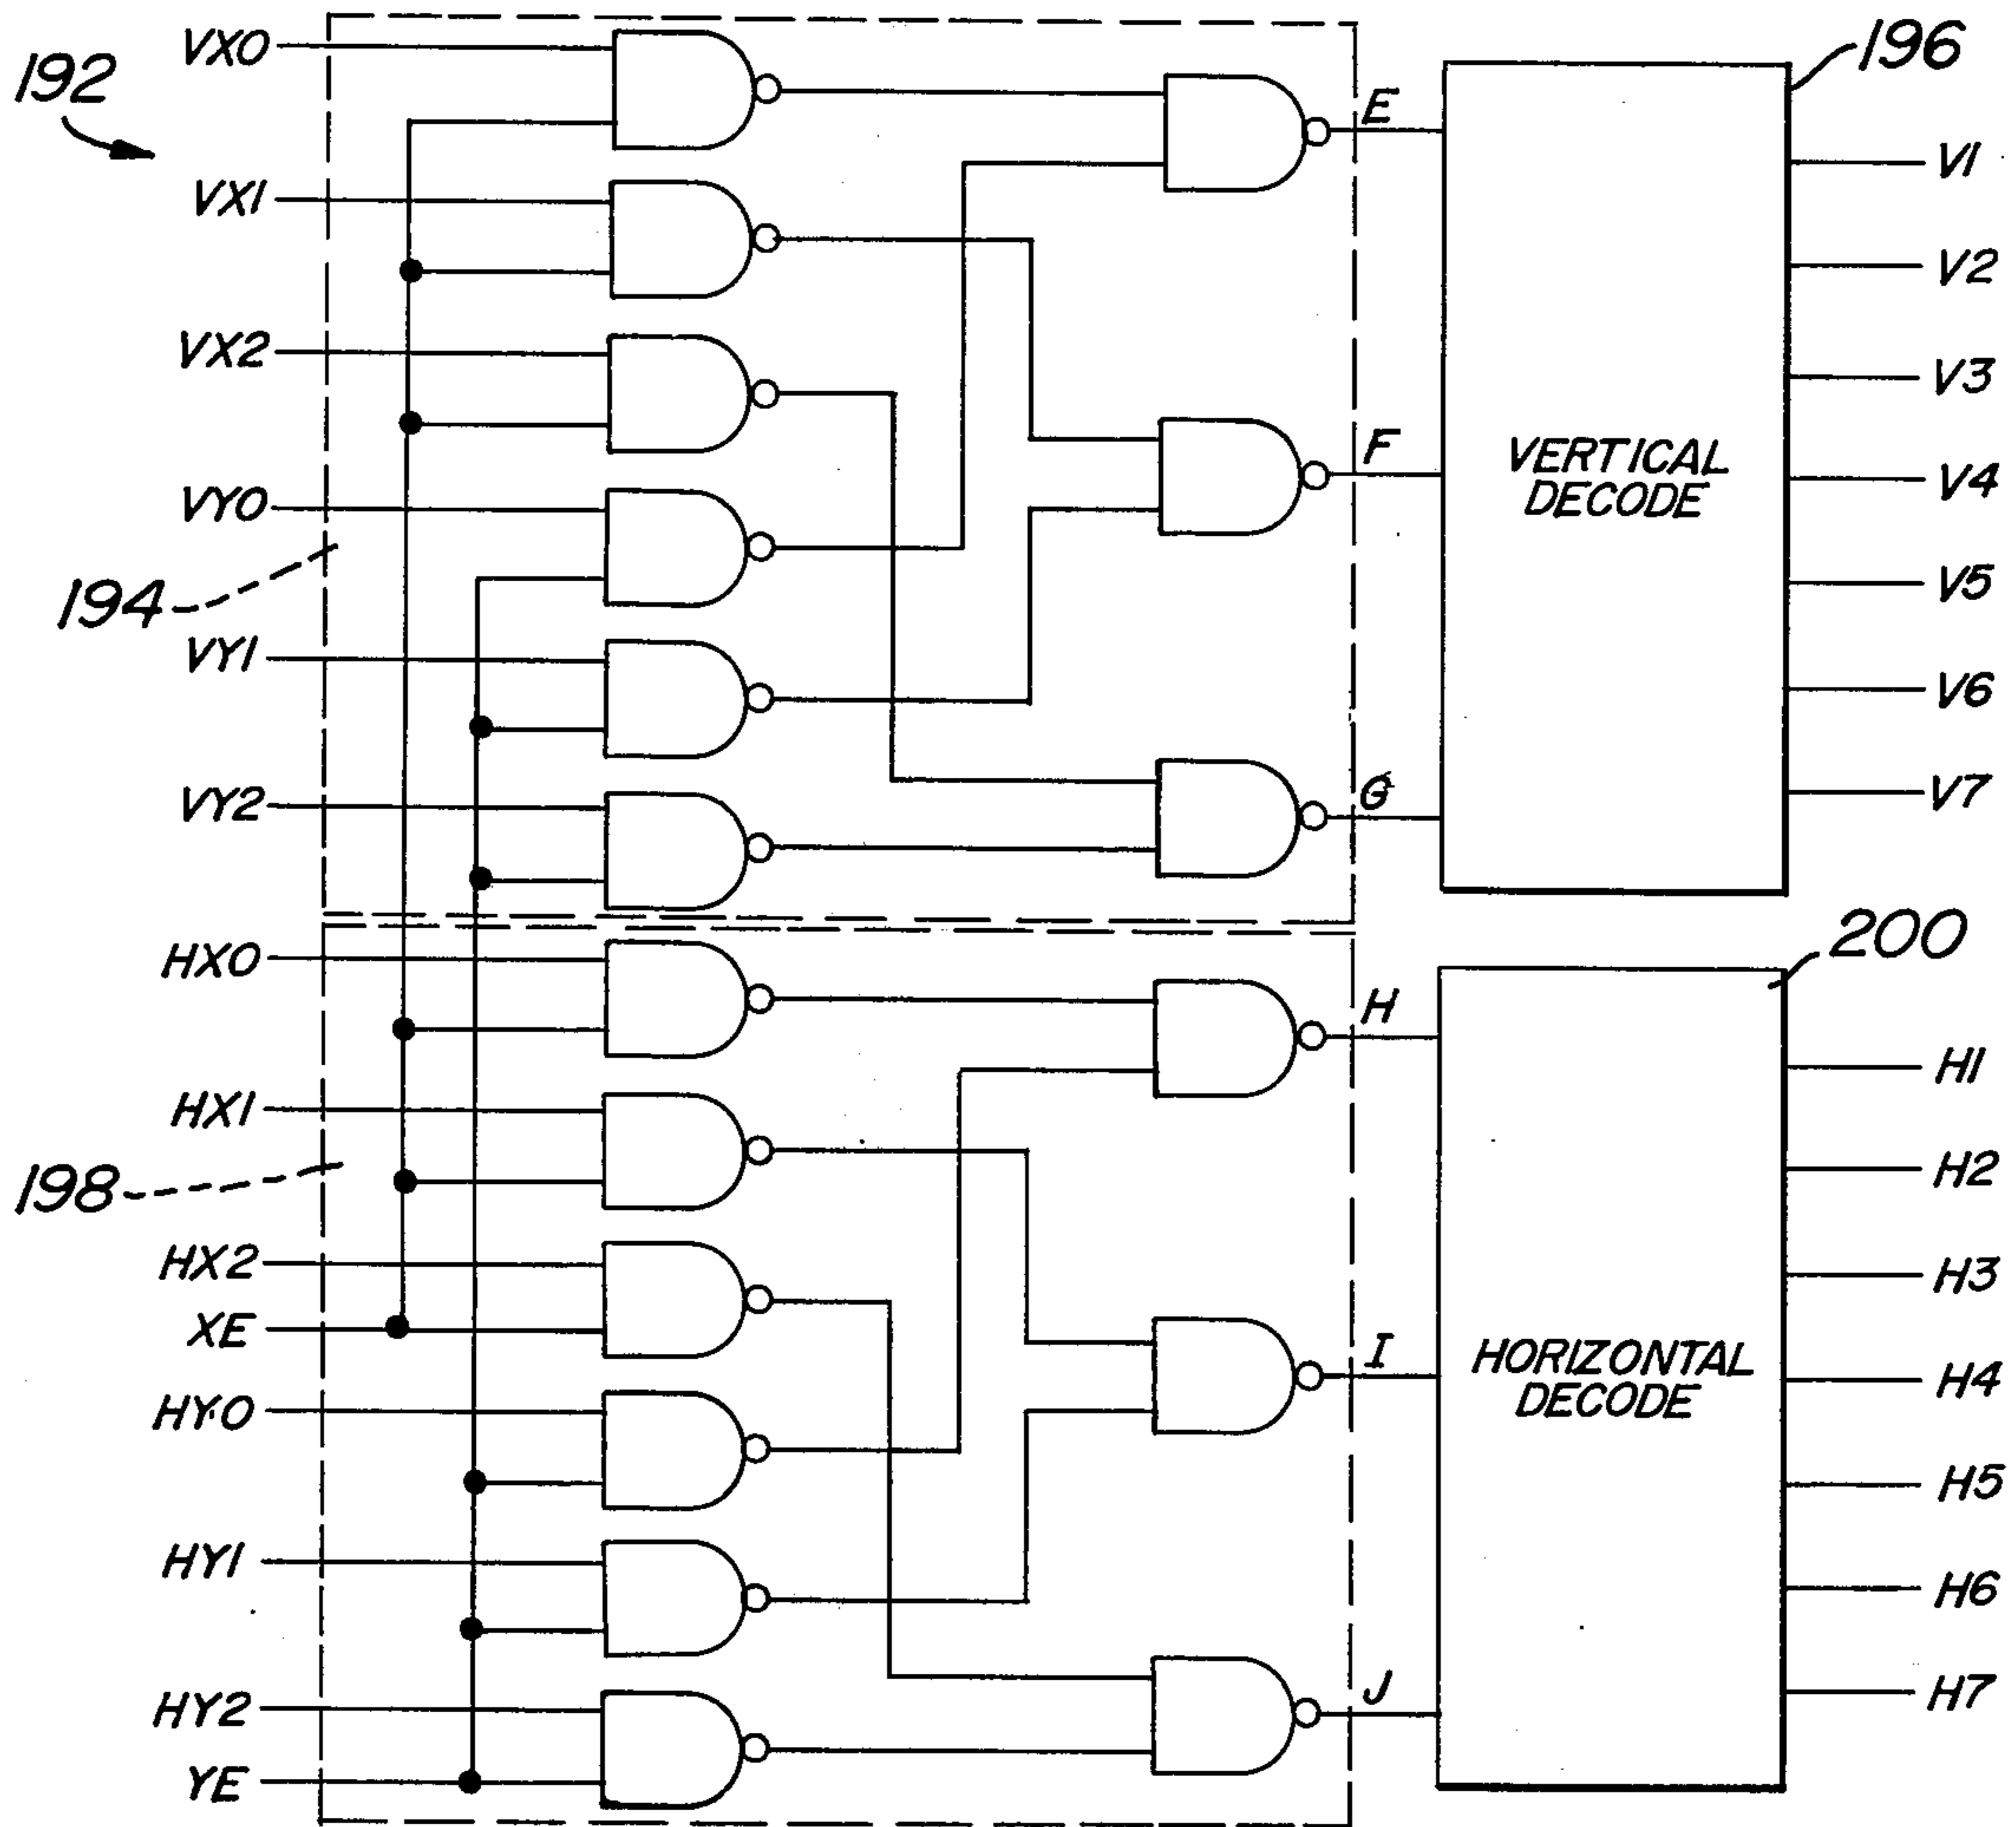 192
VX0
VX1
VX2
VY0
194
VY1
VY2
E
F
G
196
VERTICAL
DECODE
V1
V2
V3
V4
V5
V6
V7
HX0
HX1
198
HX2
XE
HY0
HY1
HY2
YE
H
I
J
200
HORIZONTAL
DECODE
H1
H2
H3
H4
H5
H6
H7